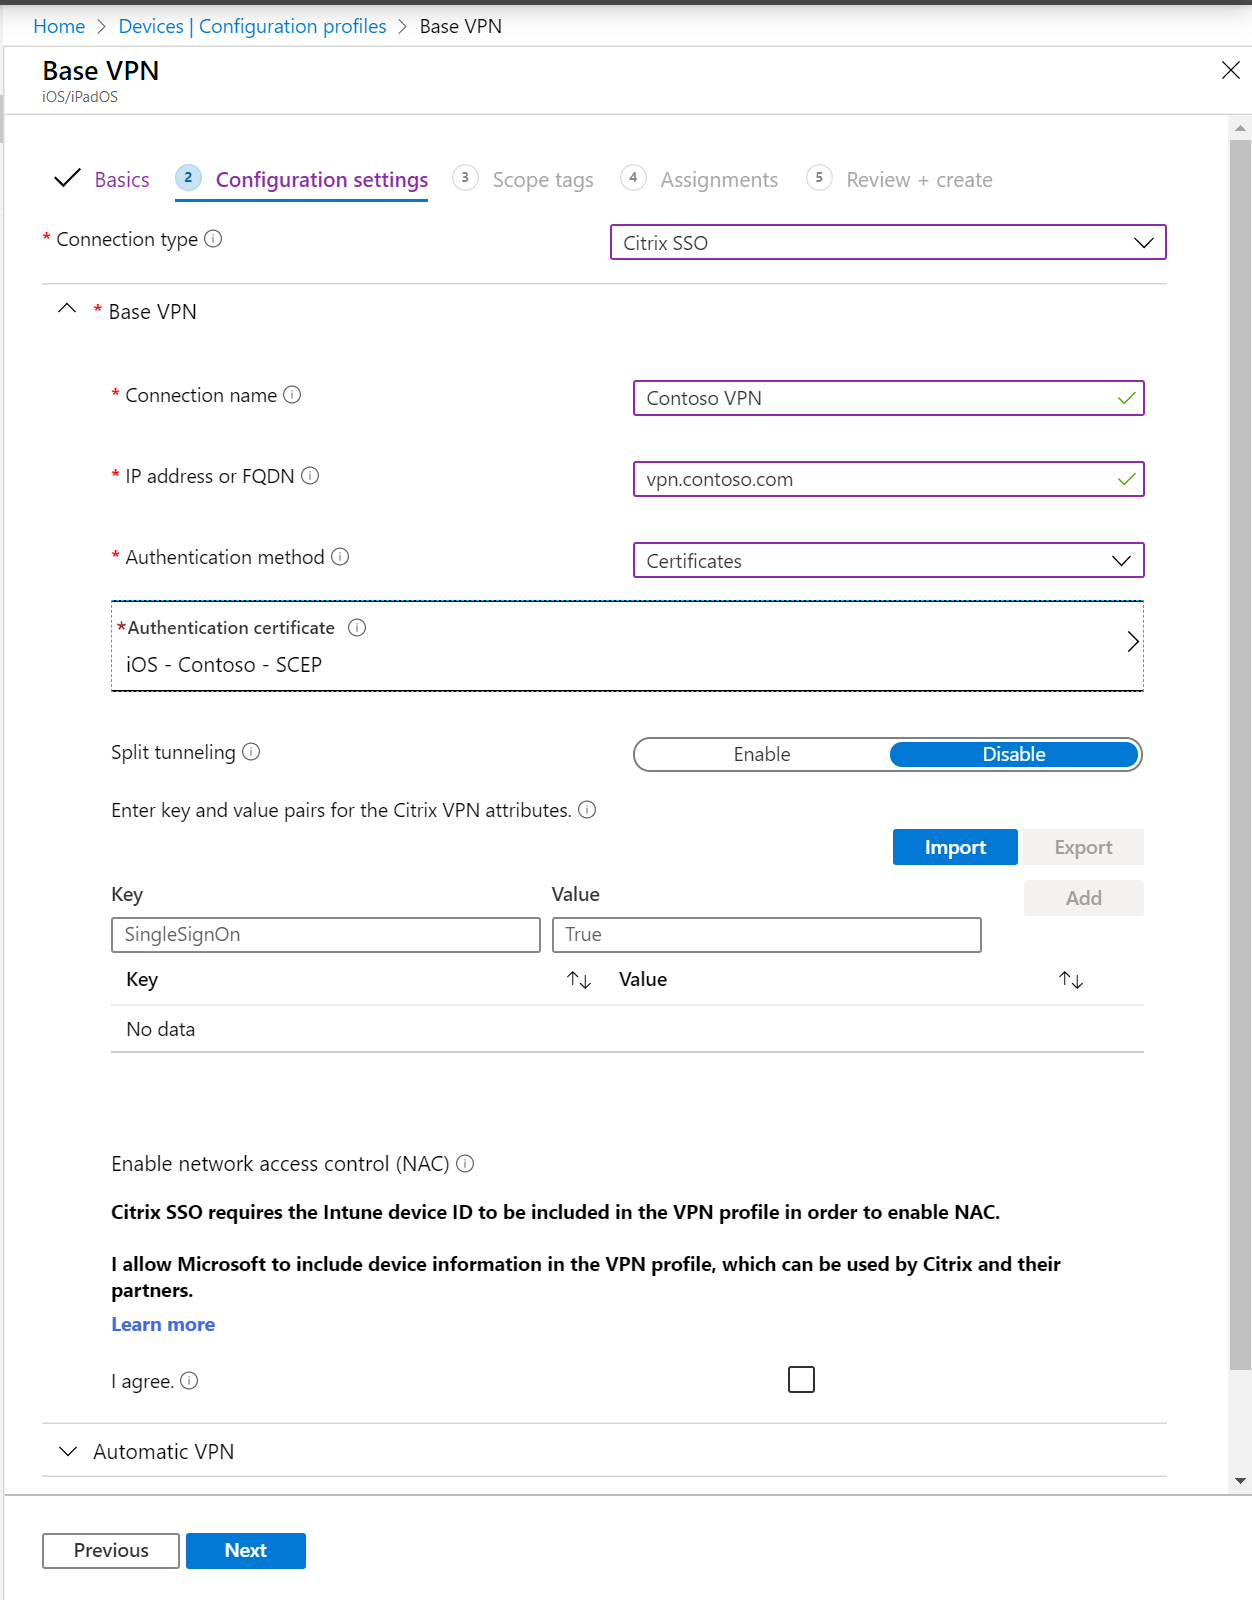 Home > Devices | Configuration profiles > Base VPN
Base VPN
iOS/iPadOS
Basics 2 Configuration settings 3 Scope tags 4 Assignments 5 Review + create
* Connection type Citrix SSO
* Base VPN
* Connection name Contoso VPN
* IP address or FQDN vpn.contoso.com
* Authentication method Certificates
*Authentication certificate
iOS - Contoso - SCEP
Split tunneling Enable Disable
Enter key and value pairs for the Citrix VPN attributes.
Import Export
Key Value Add
SingleSignOn True
Key Value
No data
Enable network access control (NAC)
Citrix SSO requires the Intune device ID to be included in the VPN profile in order to enable NAC.
I allow Microsoft to include device information in the VPN profile, which can be used by Citrix and their
partners.
Learn more
I agree.
Automatic VPN
Previous Next